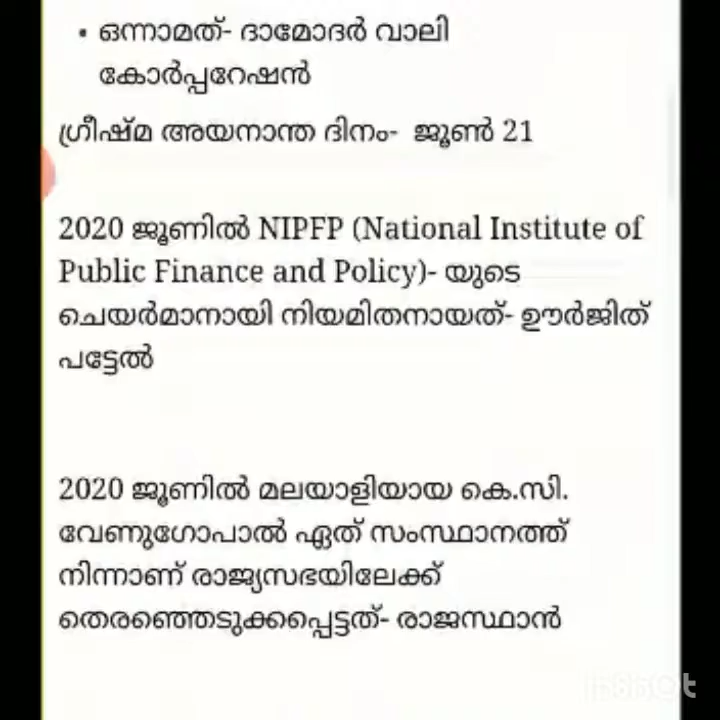 • ഒന്നാമത്- ദാമോദർ വാലി
കോർപ്പറേഷൻ
ഗ്രീഷ്മ അയനാന്ത ദിനം- ജൂൺ 21
2020 ജൂണിൽ NIPFP (National Institute of
Public Finance and Policy)- യുടെ
ചെയർമാനായി നിയമിതനായത്- ഊർജിത്
പട്ടേൽ
2020 ജൂണിൽ മലയാളിയായ കെ.സി.
വേണുഗോപാൽ ഏത് സംസ്ഥാനത്ത്
നിന്നാണ് രാജ്യസഭയിലേക്ക്
തെരഞ്ഞെടുക്കപ്പെട്ടത്- രാജസ്ഥാൻ